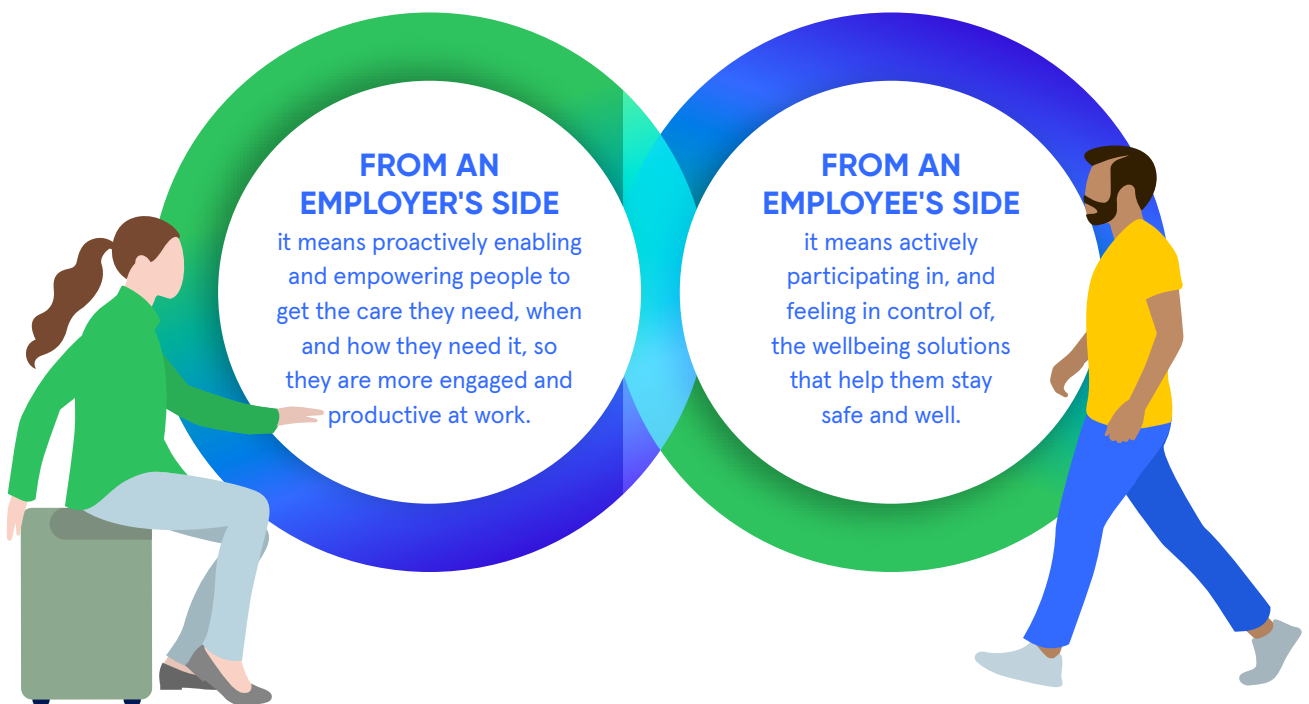 FROM AN
EMPLOYER'S SIDE
it means proactively enabling
and empowering people to
get the care they need, when
and how they need it, so
they are more engaged and
productive at work.
FROM AN
EMPLOYEE'S SIDE
it means actively
participating in, and
feeling in control of,
the wellbeing solutions
that help them stay
safe and well.